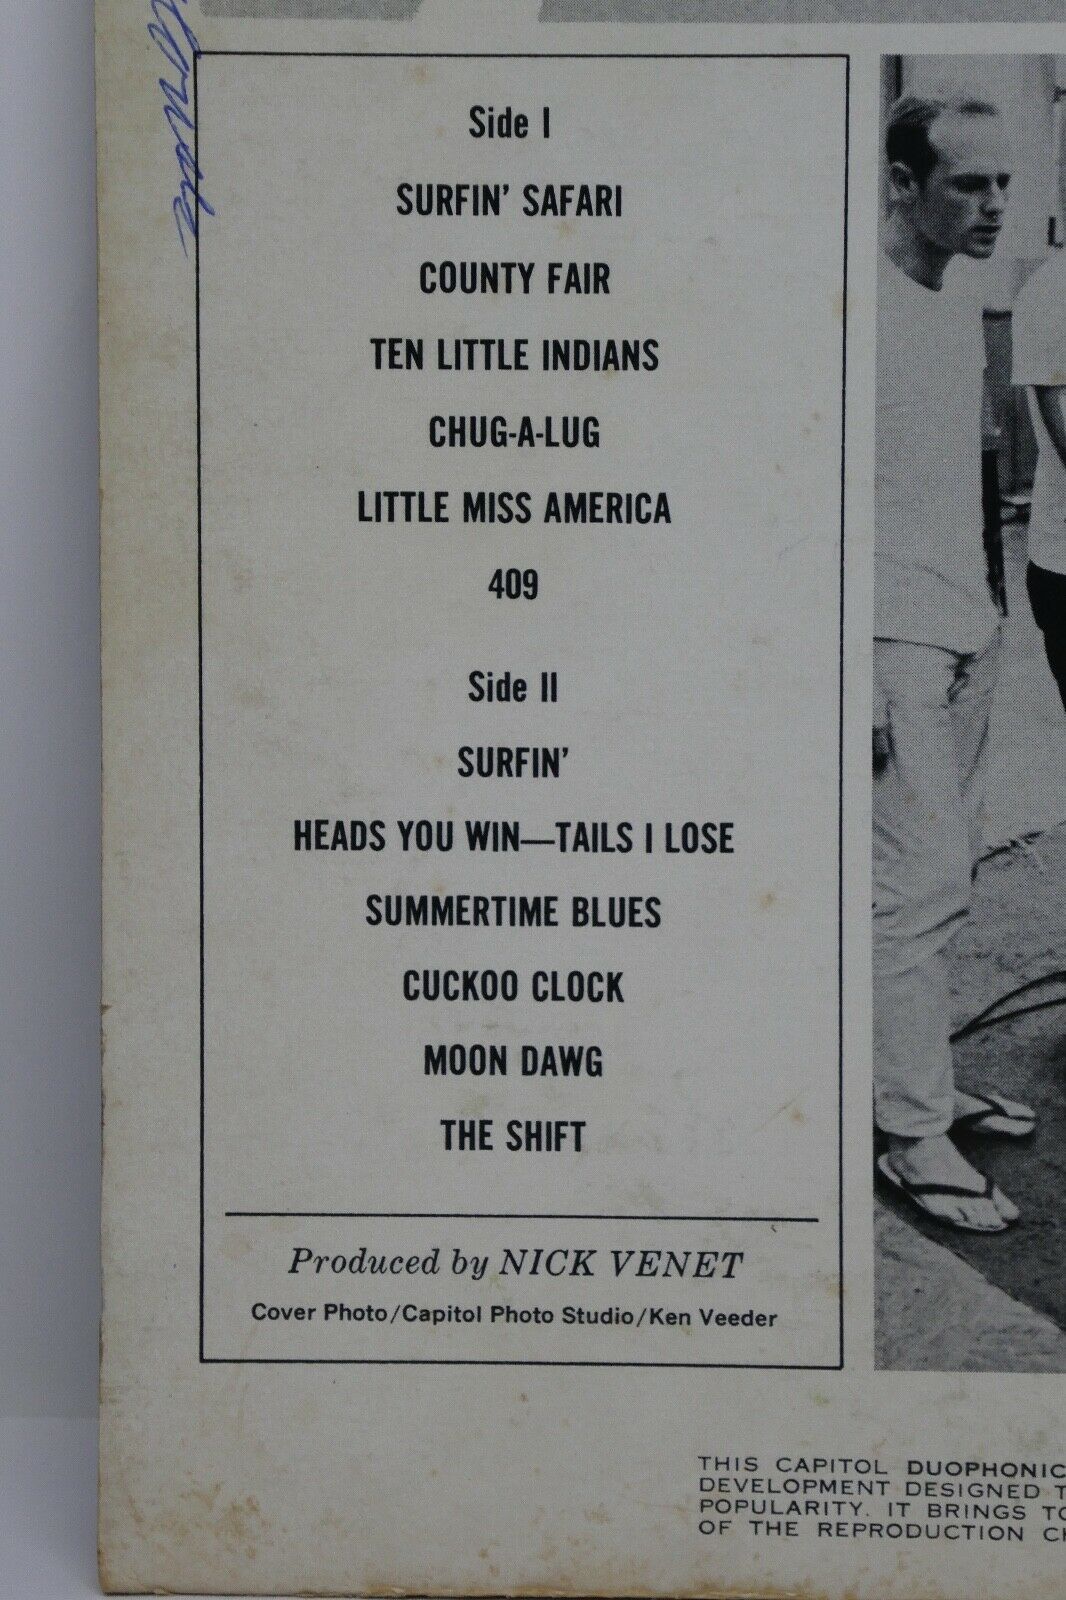 Side I
SURFIN' SAFARI
COUNTY FAIR
TEN LITTLE INDIANS
CHUG-A-LUG
LITTLE MISS AMERICA
409
Side II
SURFIN'
HEADS YOU WIN—TAILS I LOSE
SUMMERTIME BLUES
CUCKOO CLOCK
MOON DAWG
THE SHIFT
Produced by NICK VENET
Cover Photo/Capitol Photo Studio/Ken Veeder
L
THIS CAPITOL DUOPHONIC
DEVELOPMENT DESIGNED T
POPULARITY. IT BRINGS TO
OF THE REPRODUCTION CH